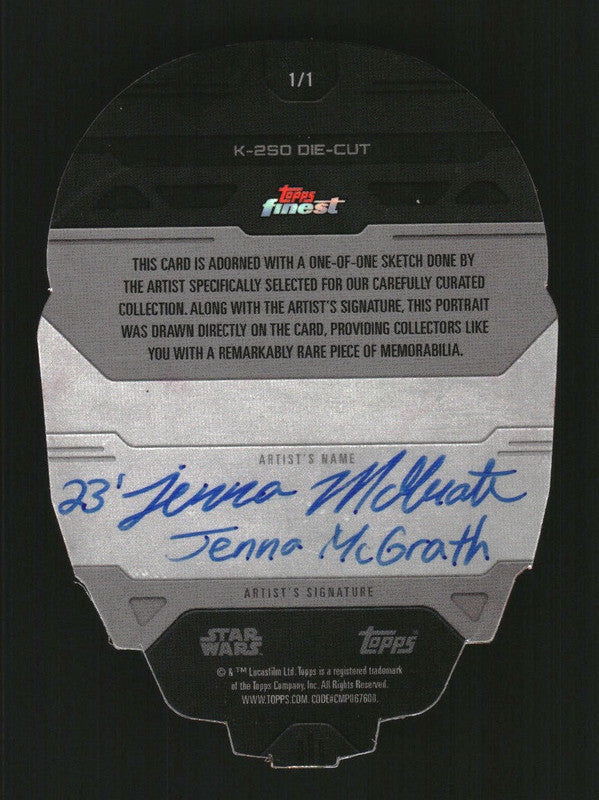 1/1
K-2SO DIE-CUT
TOPPS
finest
THIS CARD IS ADORNED WITH A ONE-OF-ONE SKETCH DONE BY
THE ARTIST SPECIFICALLY SELECTED FOR OUR CAREFULLY CURATED
COLLECTION. ALONG WITH THE ARTIST'S SIGNATURE, THIS PORTRAIT
WAS DRAWN DIRECTLY ON THE CARD, PROVIDING COLLECTORS LIKE
YOU WITH A REMARKABLY RARE PIECE OF MEMORABILIA.
ARTIST'S NAME
23' Jenna McGrath
Jenna McGrath
ARTIST'S SIGNATURE
STAR WARS
Topps
© & ™ Lucasfilm Ltd. Topps is a registered trademark
of the Topps Company, Inc. All Rights Reserved.
WWW.TOPPS.COM. CODE#CMP067608.